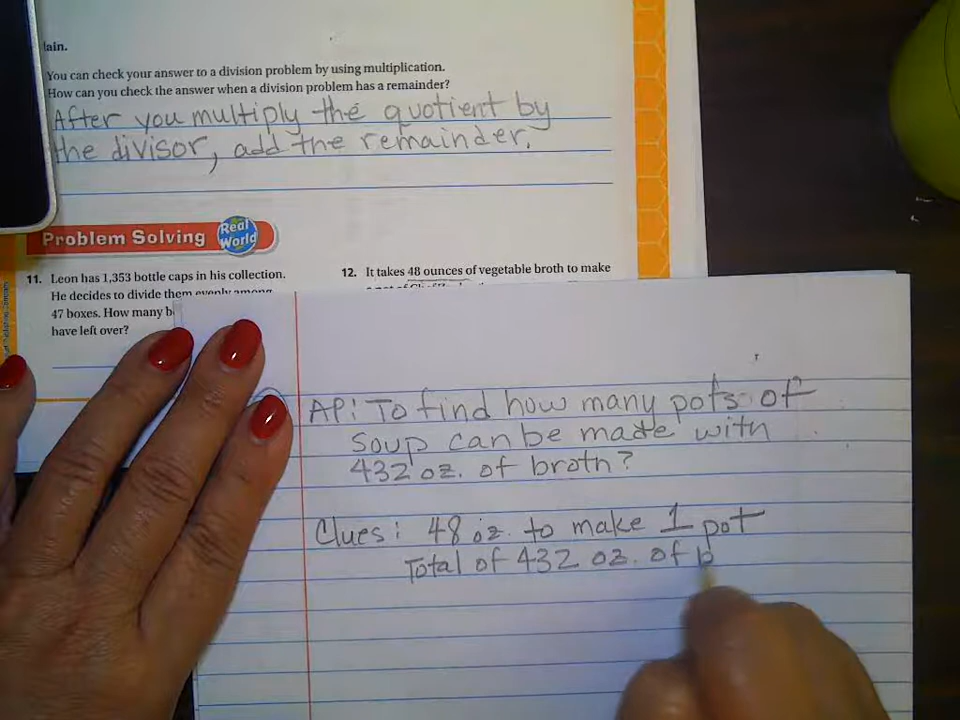 lain.
You can check your answer to a division problem by using multiplication.
How can you check the answer when a division problem has a remainder?
After you multiply the quotient by
the divisor, add the remainder.
Problem Solving Real World
11. Leon has 1,353 bottle caps in his collection.
He decides to divide them evenly among
47 boxes. How many b
have left over?
12. It takes 48 ounces of vegetable broth to make
AP: To find how many pots of
soup can be made with
432 oz. of broth?
Clues: 48 oz. to make 1 pot
Total of 432 oz. of b